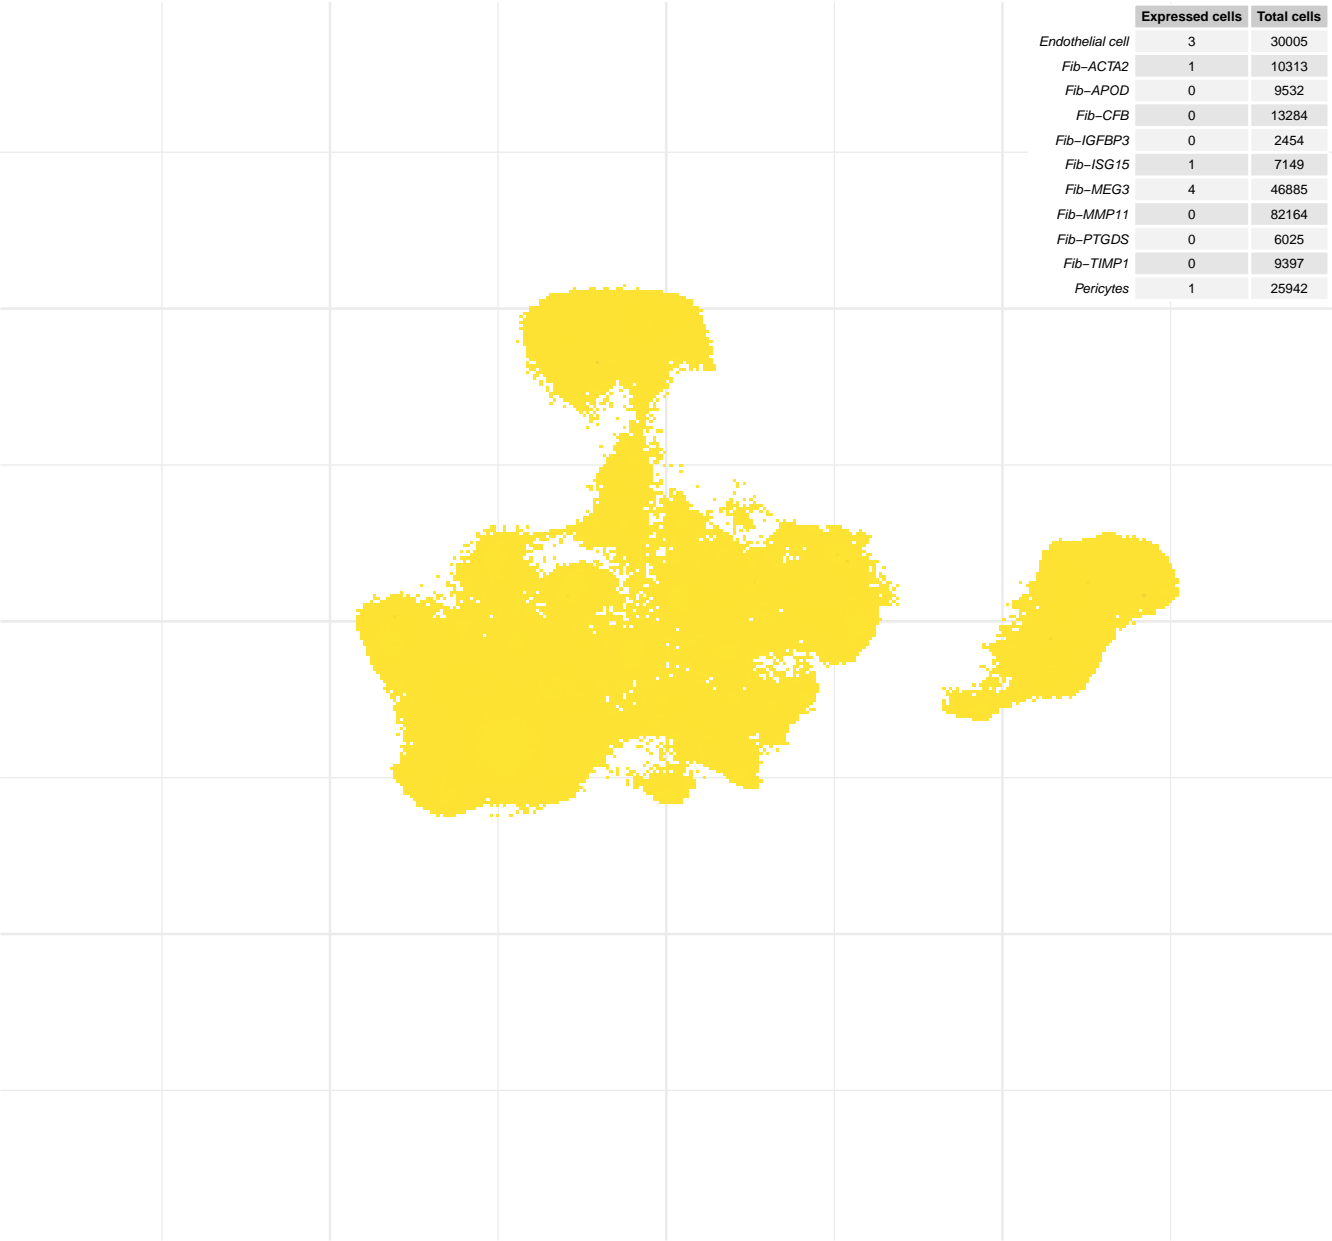 Expressed cells Total cells
Endothelial cell 3 30005
Fib−ACTA2 1 10313
Fib−APOD 0 9532
Fib−CFB 0 13284
Fib−IGFBP3 0 2454
Fib−ISG15 1 7149
Fib−MEG3 4 46885
Fib−MMP11 0 82164
Fib−PTGDS 0 6025
Fib−TIMP1 0 9397
Pericytes 1 25942